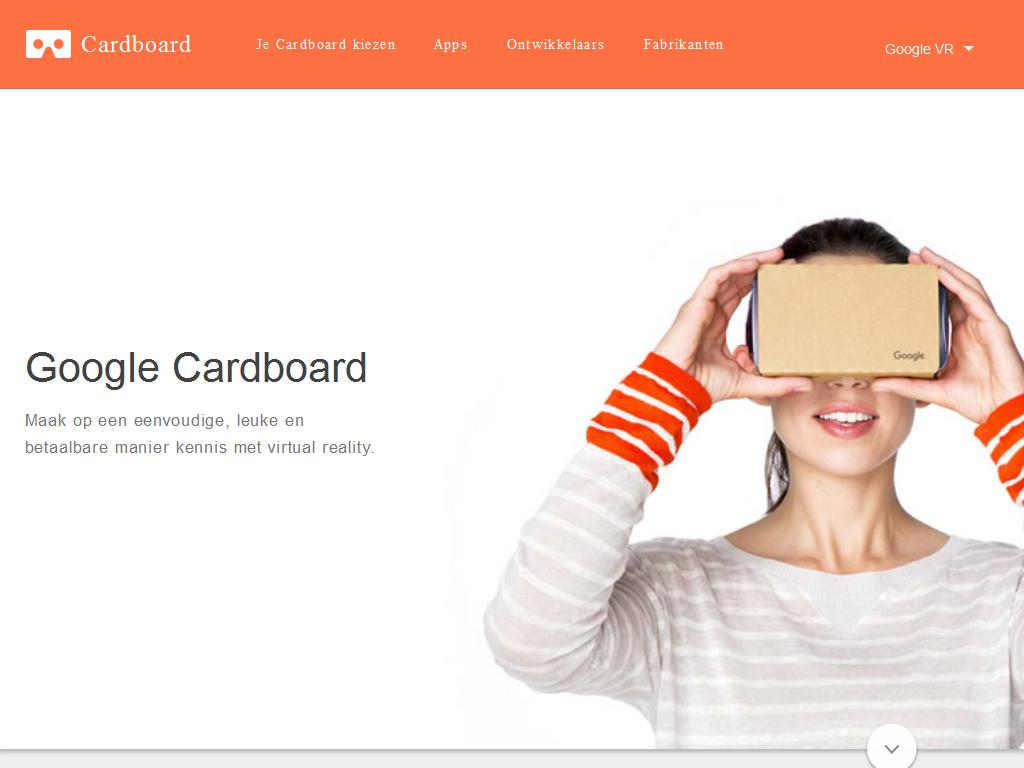 Cardboard
Je Cardboard kiezen
Apps
Ontwikkelaars
Fabrikanten
Google VR
Google
Google Cardboard
Maak op een eenvoudige, leuke en
betaalbare manier kennis met virtual reality.